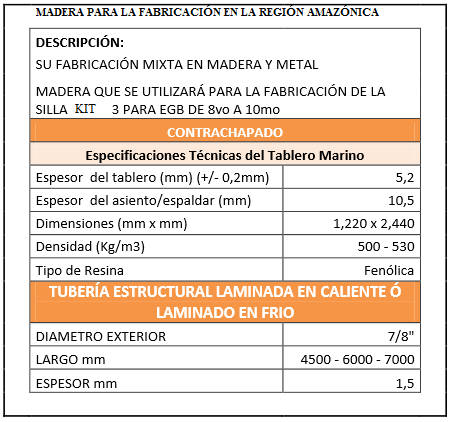 MADERA PARA LA FABRICACIÓN EN LA REGIÓN AMAZÓNICA
DESCRIPCIÓN:
SU FABRICACIÓN MIXTA EN MADERA Y METAL
MADERA QUE SE UTILIZARÁ PARA LA FABRICACIÓN DE LA
SILLA KIT 3 PARA EGB DE 8vo A 10mo
CONTRACHAPADO
Especificaciones Técnicas del Tablero Marino
Espesor del tablero (mm) (+/- 0,2mm) 5,2
Espesor del asiento/espaldar (mm) 10,5
Dimensiones (mm x mm) 1,220 x 2,440
Densidad (Kg/m3) 500 - 530
Tipo de Resina Fenólica
TUBERÍA ESTRUCTURAL LAMINADA EN CALIENTE Ó
LAMINADO EN FRIO
DIAMETRO EXTERIOR 7/8"
LARGO mm 4500 - 6000 - 7000
ESPESOR mm 1,5